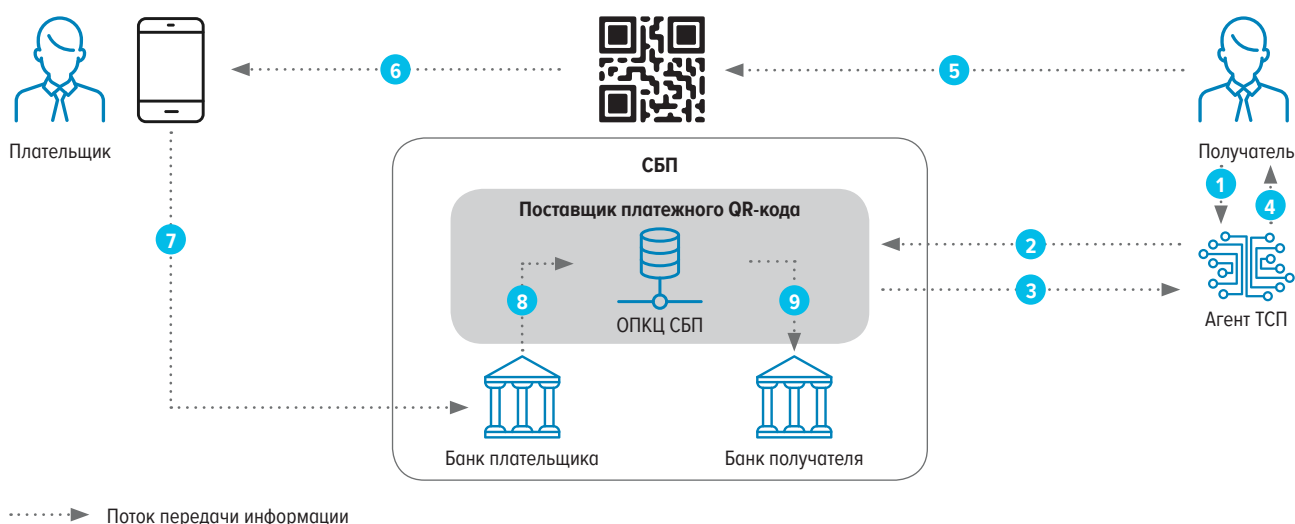 6
5
Плательщик
Получатель
СБП
1
4
Поставщик платежного QR-кода
7
2
8
9
3
ОПКЦ СБП
Агент ТСП
Банк плательщика
Банк получателя
Поток передачи информации